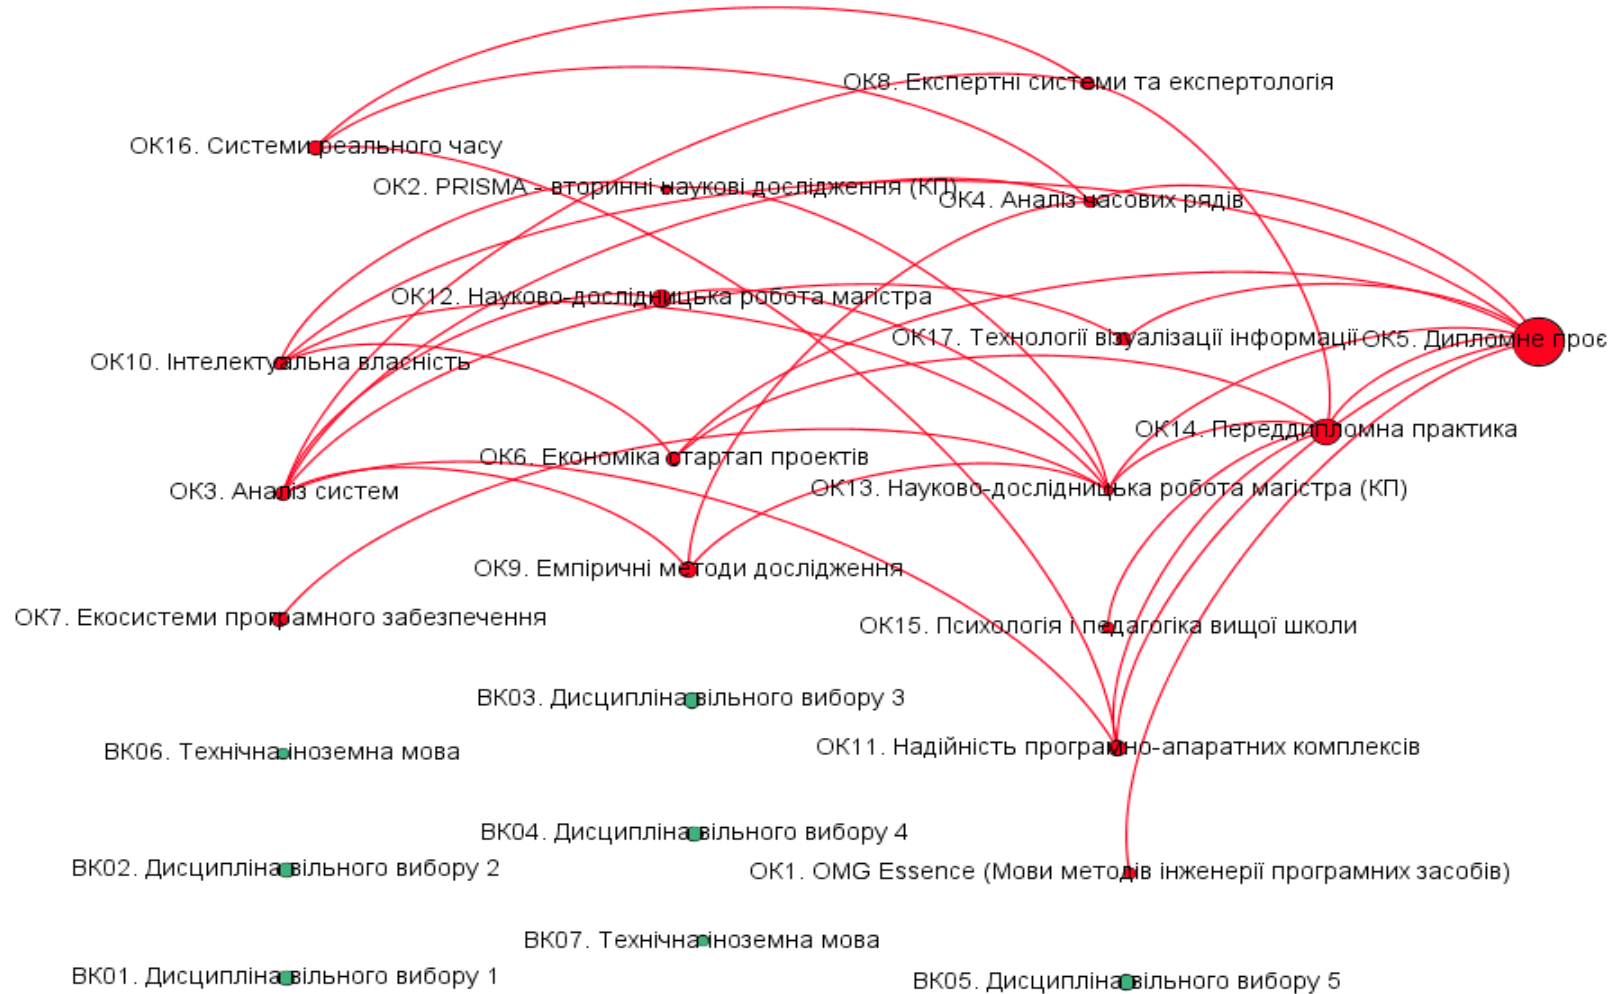 ОК8. Експертні системи та експертологія
ОК16. Системи реального часу
ОК2. PRISMA - вторинні наукові дослідження (КП)
ОК4. Аналіз часових рядів
ОК12. Науково-дослідницька робота магістра
ОК17. Технології візуалізації інформації
ОК5. Дипломне проє
ОК10. Інтелектуальна власність
ОК14. Переддипломна практика
ОК6. Економіка стартап проектів
ОК3. Аналіз систем
ОК13. Науково-дослідницька робота магістра (КП)
ОК9. Емпіричні методи дослідження
ОК7. Екосистеми програмного забезпечення
ОК15. Психологія і педагогіка вищої школи
ВК03. Дисципліна вільного вибору 3
ВК06. Технічна іноземна мова
ОК11. Надійність програмно-апаратних комплексів
ВК04. Дисципліна вільного вибору 4
ВК02. Дисципліна вільного вибору 2
ОК1. OMG Essence (Мови методів інженерії програмних засобів)
ВК07. Технічна іноземна мова
ВК01. Дисципліна вільного вибору 1
ВК05. Дисципліна вільного вибору 5